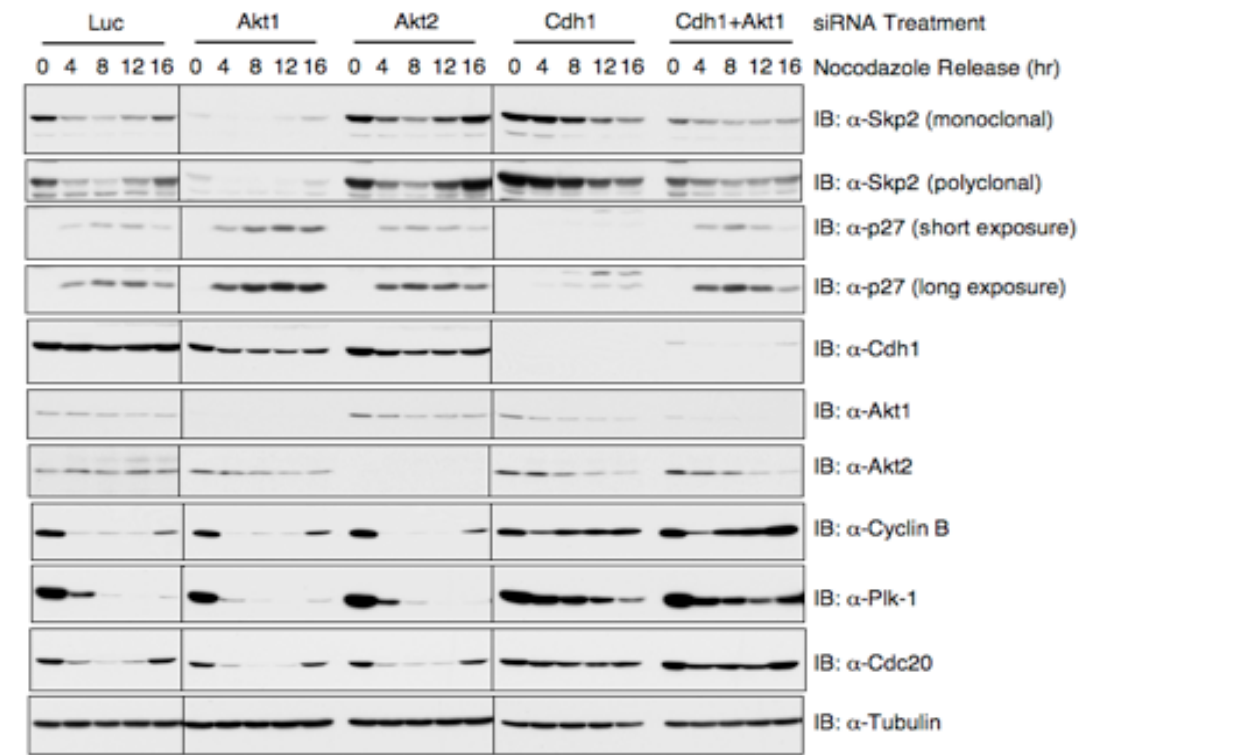 Luc Akt1 Akt2 Cdh1 Cdh1+Akt1 siRNA Treatment
0 4 8 12 16 0 4 8 12 16 0 4 8 12 16 0 4 8 12 16 0 4 8 12 16 Nocodazole Release (hr)
IB: α-Skp2 (monoclonal)
IB: α-Skp2 (polyclonal)
IB: α-p27 (short exposure)
IB: α-p27 (long exposure)
IB: α-Cdh1
IB: α-Akt1
IB: α-Akt2
IB: α-Cyclin B
IB: α-Plk-1
IB: α-Cdc20
IB: α-Tubulin